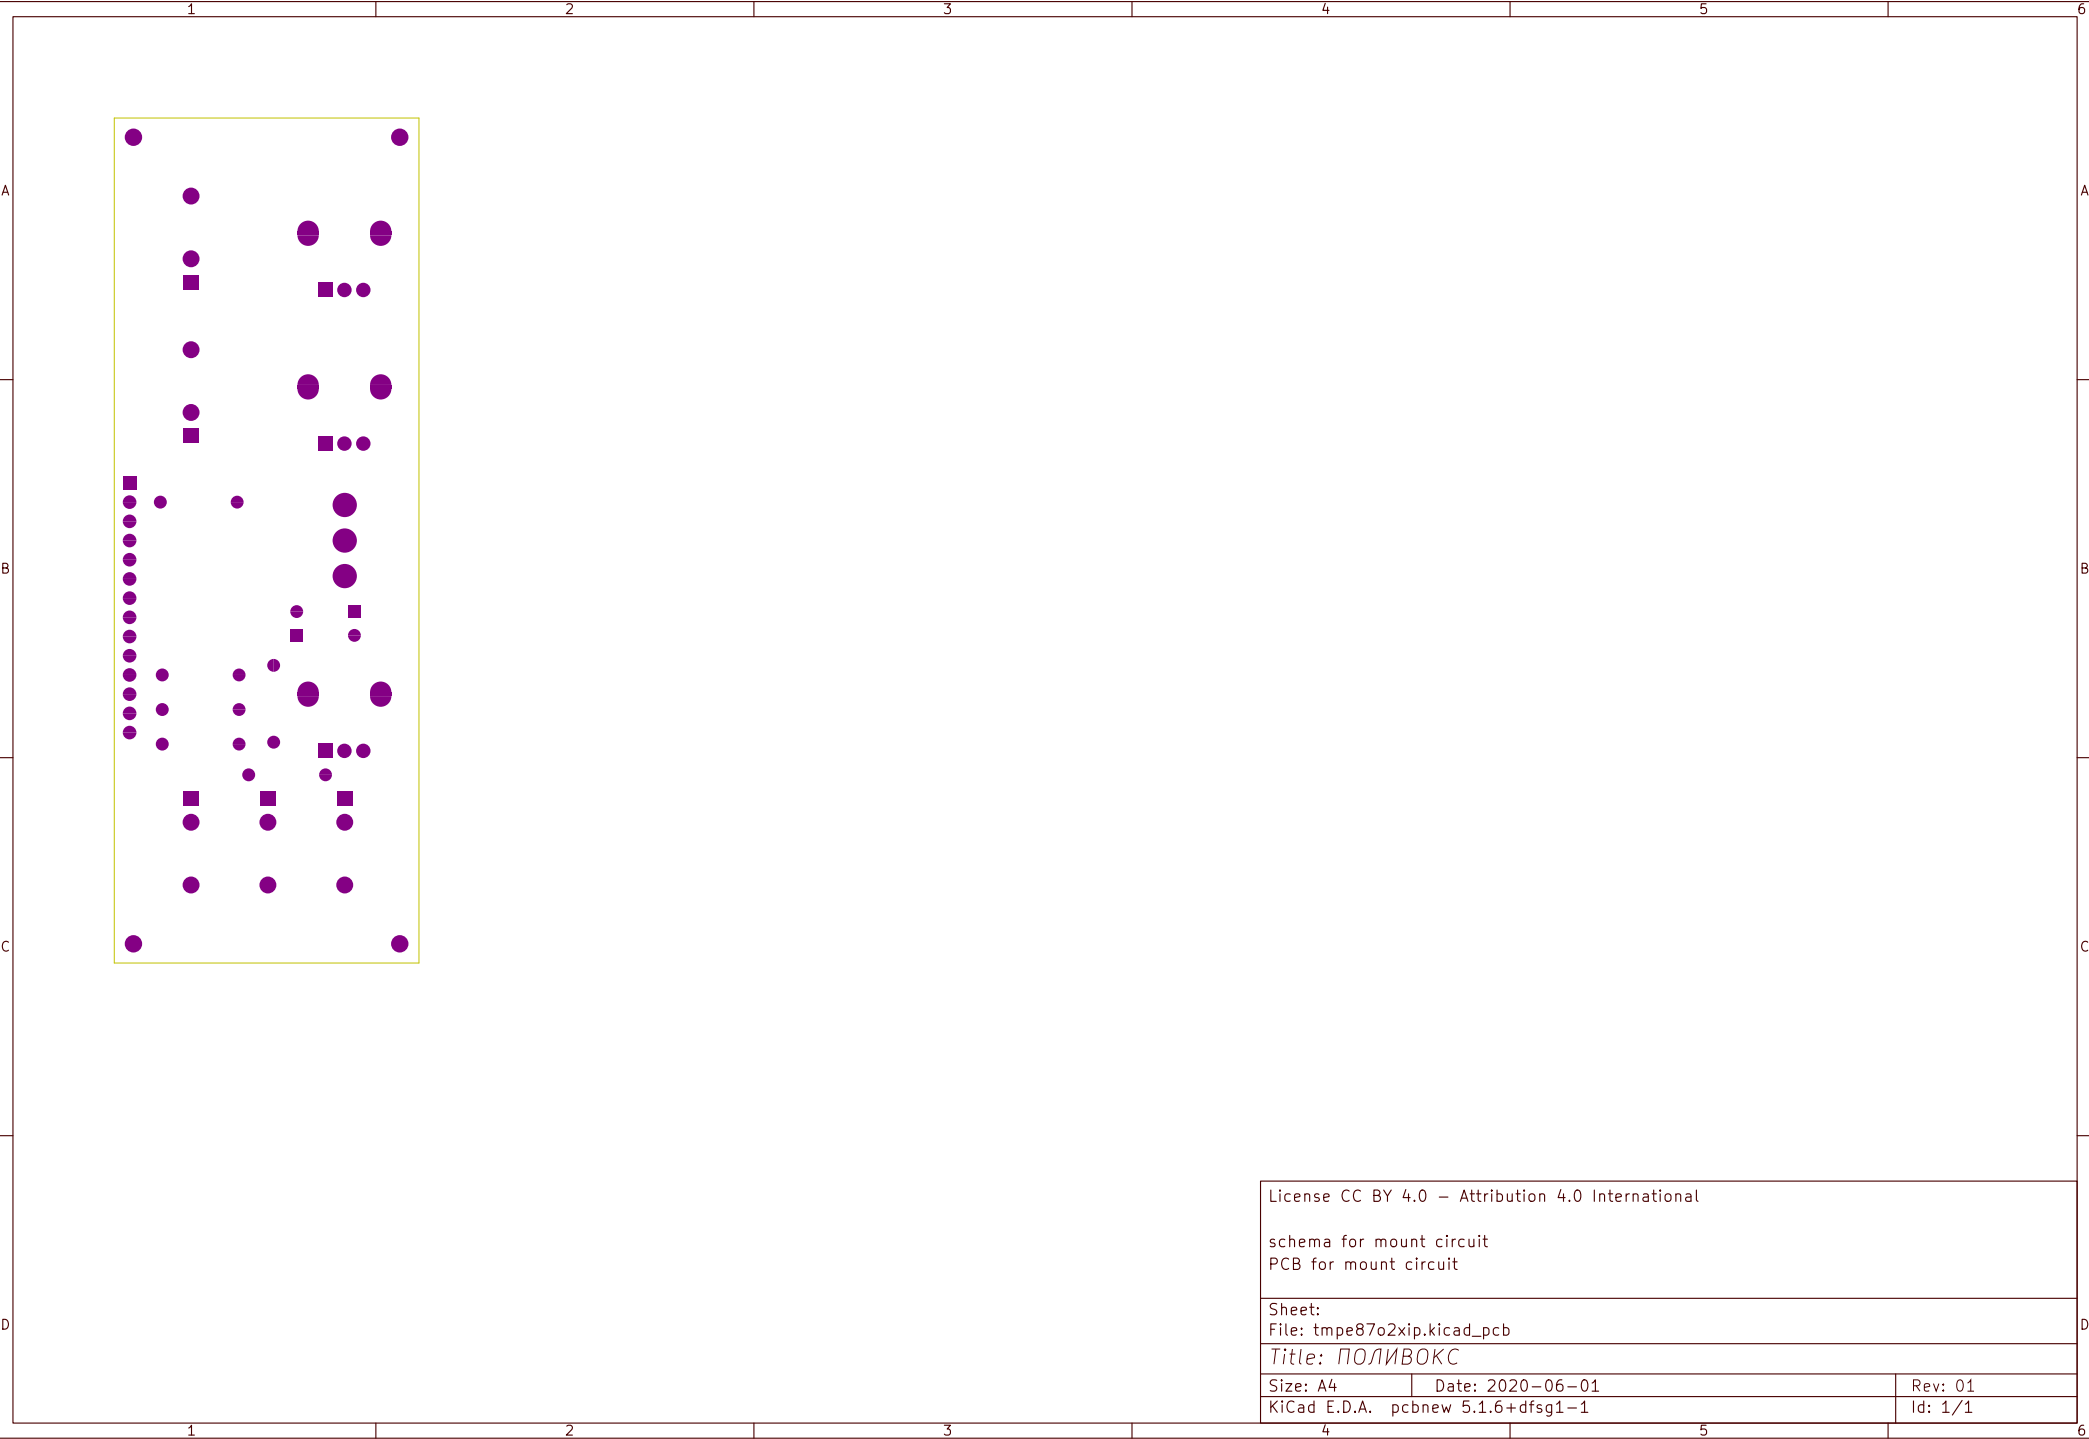 1 2 3 4 5 6
A A
B B
C C
License CC BY 4.0 – Attribution 4.0 International
schema for mount circuit
PCB for mount circuit
Sheet:
D D
File: tmpe87o2xip.kicad_pcb
Title: ПОЛИВОКС
Size: A4 Date: 2020-06-01 Rev: 01
KiCad E.D.A. pcbnew 5.1.6+dfsg1-1 Id: 1/1
1 2 3 4 5 6